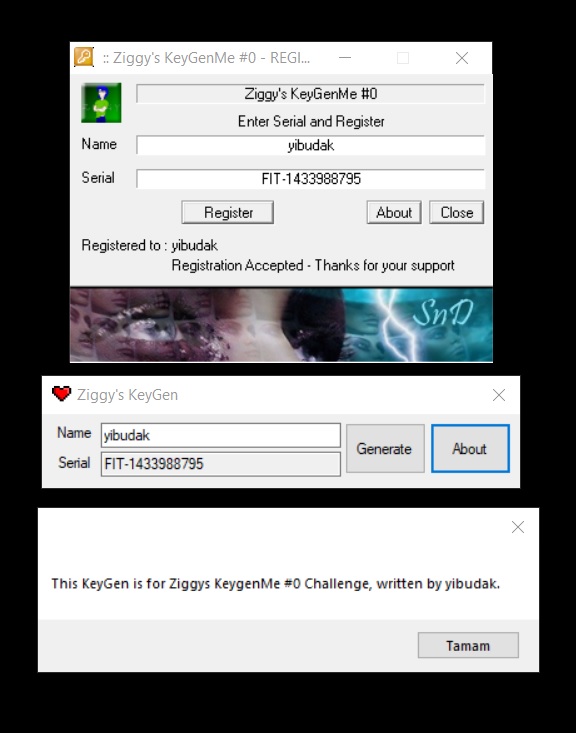 :: Ziggy's KeyGenMe #0 - REGI...
Ziggy's KeyGenMe #0
Enter Serial and Register
Name yibudak
Serial FIT-1433988795
Register About Close
Registered to : yibudak
Registration Accepted - Thanks for your support
SnD
Ziggy's KeyGen
Name yibudak
Serial FIT-1433988795
Generate About
This KeyGen is for Ziggys KeygenMe #0 Challenge, written by yibudak.
Tamam